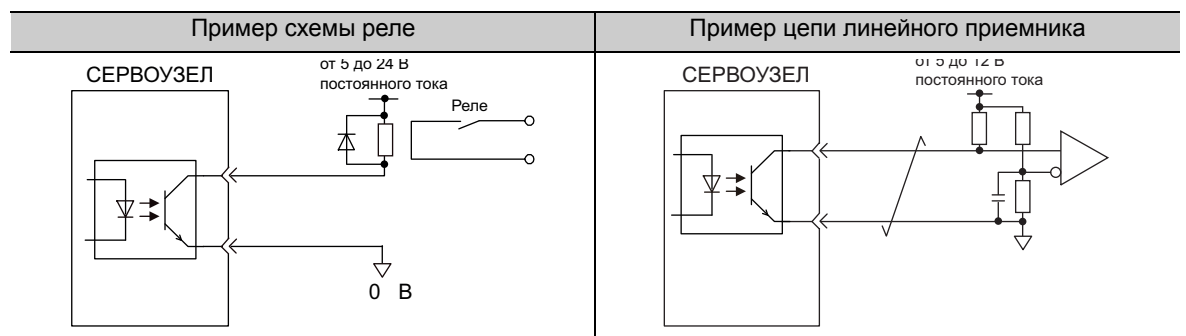 Пример схемы реле
Пример цепи линейного приемника
СЕРВОУЗЕЛ
от 5 до 24 В
постоянного тока
Реле
0 В
СЕРВОУЗЕЛ
от 5 до 12 В
постоянного тока